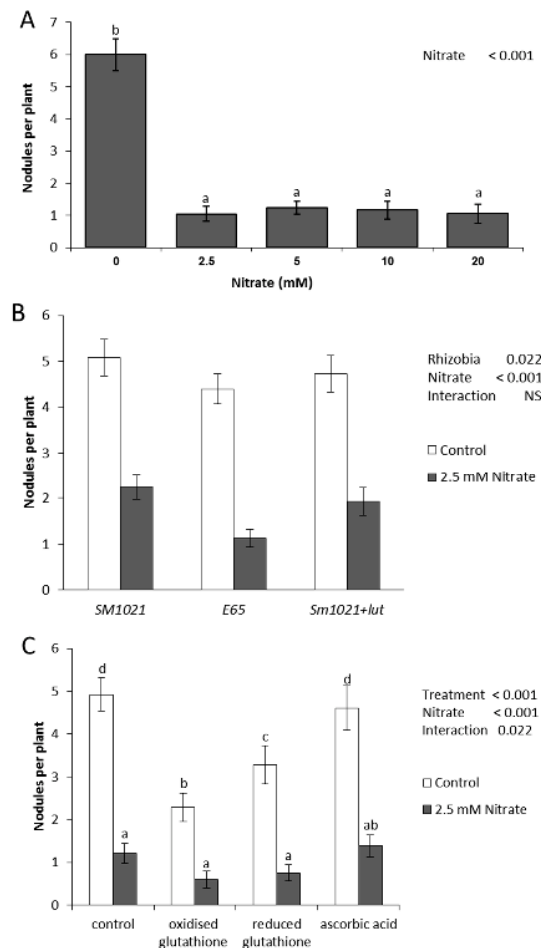 A
7
6
5
4
3
2
1
0
Nodules per plant
b
a
a
a
a
Nitrate < 0.001
0 2.5 5 10 20
Nitrate (mM)
B
6
5
4
3
2
1
0
Nodules per plant
Rhizobia 0.022
Nitrate < 0.001
Interaction NS
Control
2.5 mM Nitrate
SM1021 E65 Sm1021+lut
C
6
5
4
3
2
1
0
Nodules per plant
d
a
b
a
c
a
d
ab
Treatment < 0.001
Nitrate < 0.001
Interaction 0.022
Control
2.5 mM Nitrate
control oxidised reduced ascorbic acid
glutathione glutathione